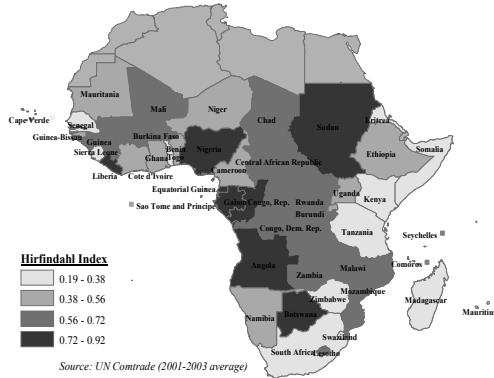 Mauritania
Mali
Niger
Cape Verde
Senegal
Chad
Eritrea
Guinea-Bissau
Guinea
Burkina Faso
Benin
Nigeria
Sudan
Somalia
Sierra Leone
Ghana
Togo
Ethiopia
Liberia
Cote d'Ivoire
Cameroon
Central African Republic
Equatorial Guinea
Uganda
Kenya
Sao Tome and Principe
Gabon
Congo, Rep.
Rwanda
Burundi
Congo, Dem. Rep.
Tanzania
Seychelles
Comoros
Angola
Zambia
Malawi
Mozambique
Zimbabwe
Madagascar
Mauritiu
Namibia
Botswana
Swaziland
South Africa
Lesotho
Hirfindahl Index
0.19 - 0.38
0.38 - 0.56
0.56 - 0.72
0.72 - 0.92
Source: UN Comtrade (2001-2003 average)